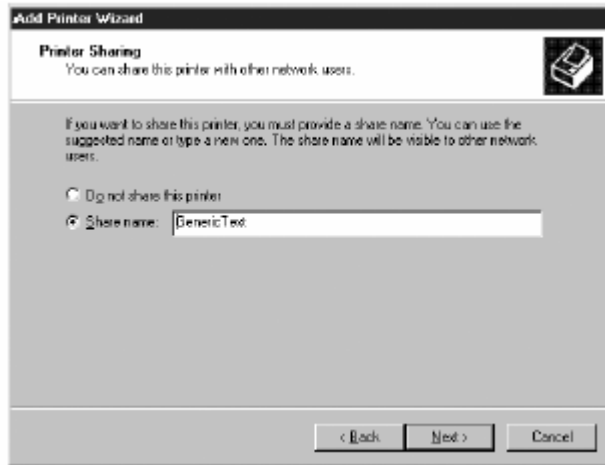 Add Printer Wizard
Printer Sharing
You can share this printer with other network users.
If you want to share this printer, you must provide a share name. You can use the
suggested name or type a new one. The share name will be visible to other network
users.
Do not share this printer
Share name: GenericText
< Back Next > Cancel